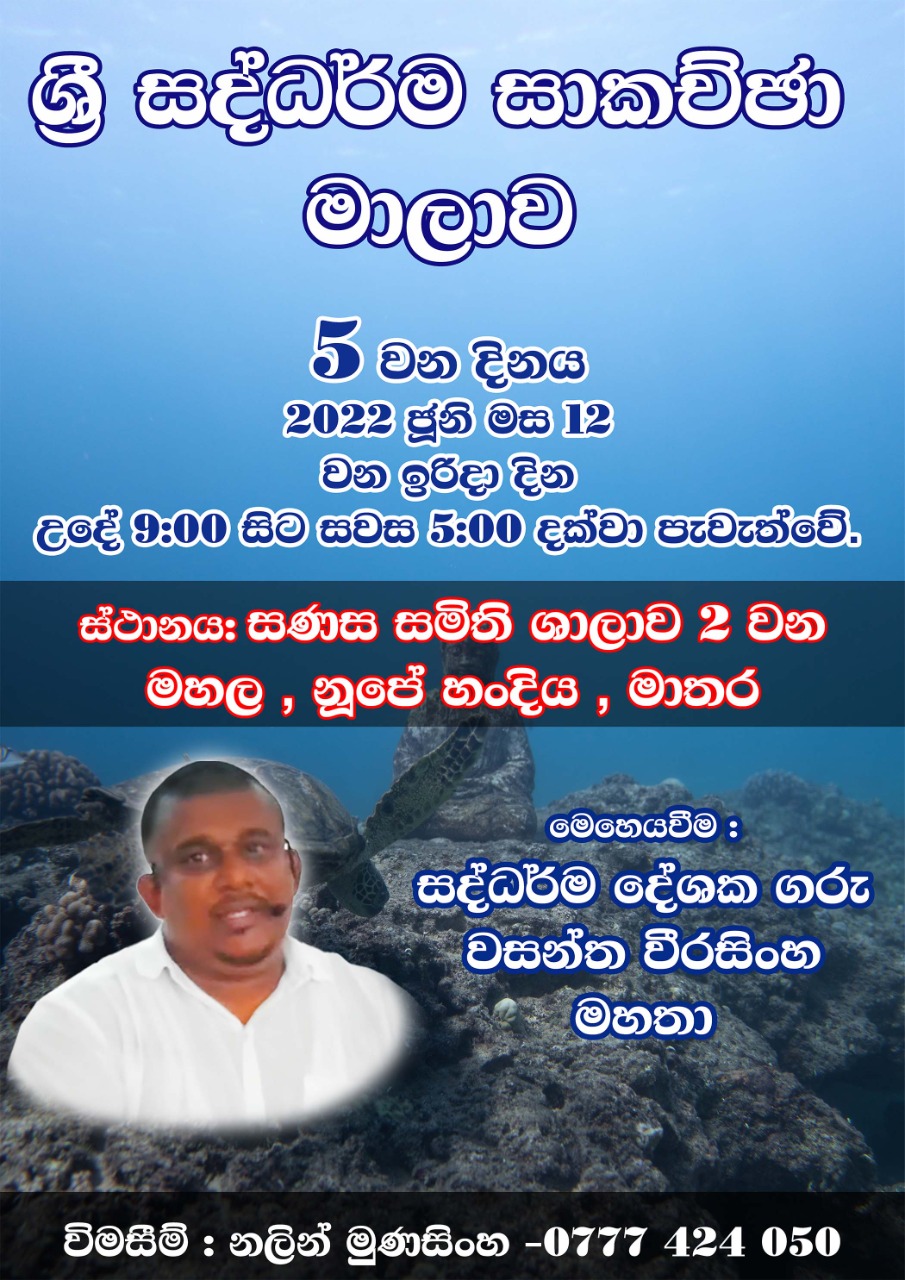 ශ්‍රී සද්ධර්ම සාකච්ඡා
මාලාව
5 වන දිනය
2022 ජූනි මස 12
වන ඉරිදා දින
උදේ 9:00 සිට සවස 5:00 දක්වා පැවැත්වේ.
ස්ථානය: සණස සමිති ශාලාව 2 වන
මහල , නූපේ හංදිය , මාතර
මෙහෙයවීම :
සද්ධර්ම දේශක ගරු
වසන්ත වීරසිංහ
මහතා
විමසීම් : නලින් මුණසිංහ -0777 424 050